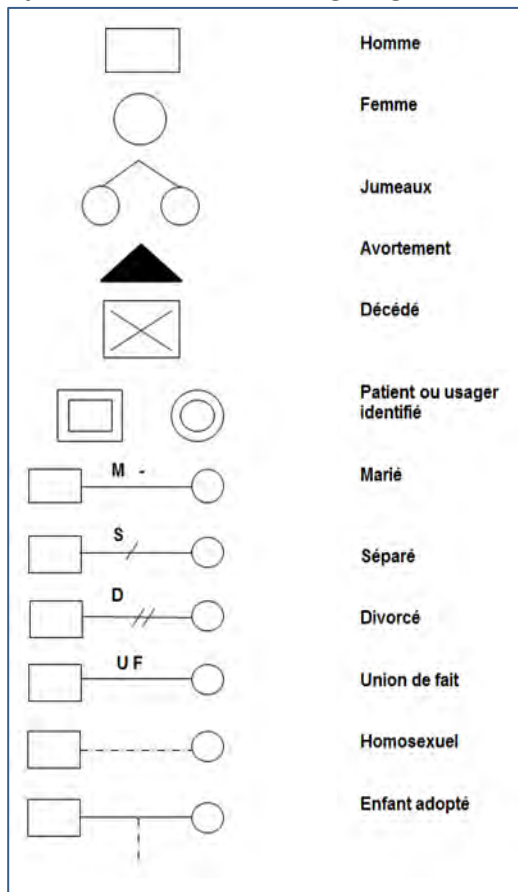 Homme
Femme
Jumeaux
Avortement
Décédé
Patient ou usager
identifié
M - Marié
S Séparé
D Divorcé
U F Union de fait
Homosexuel
Enfant adopté